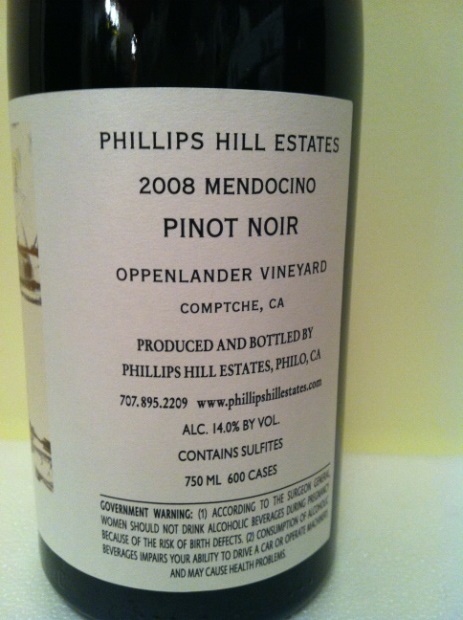 PHILLIPS HILL ESTATES
2008 MENDOCINO
PINOT NOIR
OPPENLANDER VINEYARD
COMPTCHE, CA
PRODUCED AND BOTTLED BY
PHILLIPS HILL ESTATES, PHILO, CA
707.895.2209 www.phillipshillestates.com
ALC. 14.0% BY VOL.
CONTAINS SULFITES
750 ML 600 CASES
GOVERNMENT WARNING: (1) ACCORDING TO THE SURGEON GENERAL,
WOMEN SHOULD NOT DRINK ALCOHOLIC BEVERAGES DURING PREGNANCY
BECAUSE OF THE RISK OF BIRTH DEFECTS. (2) CONSUMPTION OF ALCOHOLIC
BEVERAGES IMPAIRS YOUR ABILITY TO DRIVE A CAR OR OPERATE MACHINERY,
AND MAY CAUSE HEALTH PROBLEMS.